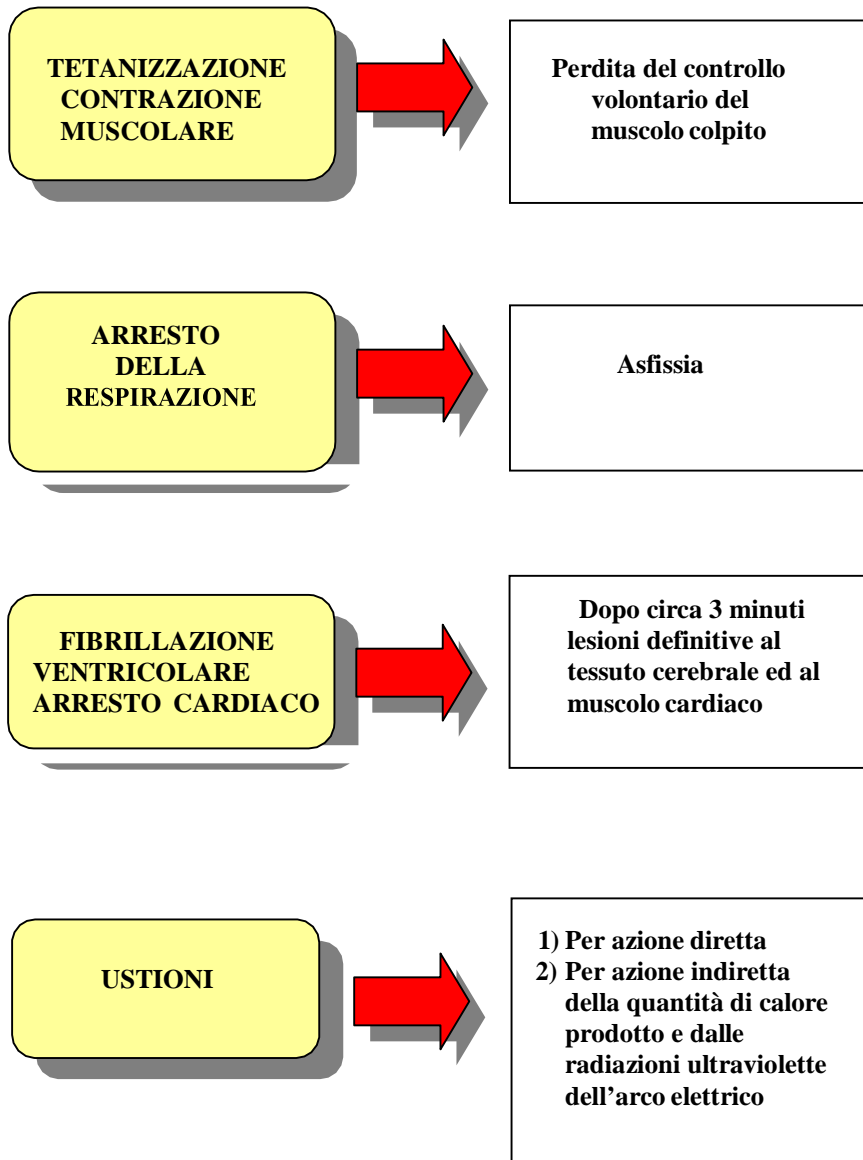 TETANIZZAZIONE
CONTRAZIONE
MUSCOLARE
Perdita del controllo
volontario del
muscolo colpito
ARRESTO
DELLA
RESPIRAZIONE
Asfissia
FIBRILLAZIONE
VENTRICOLARE
ARRESTO CARDIACO
Dopo circa 3 minuti
lesioni definitive al
tessuto cerebrale ed al
muscolo cardiaco
USTIONI
1) Per azione diretta
2) Per azione indiretta
della quantità di calore
prodotto e dalle
radiazioni ultraviolette
dell’arco elettrico